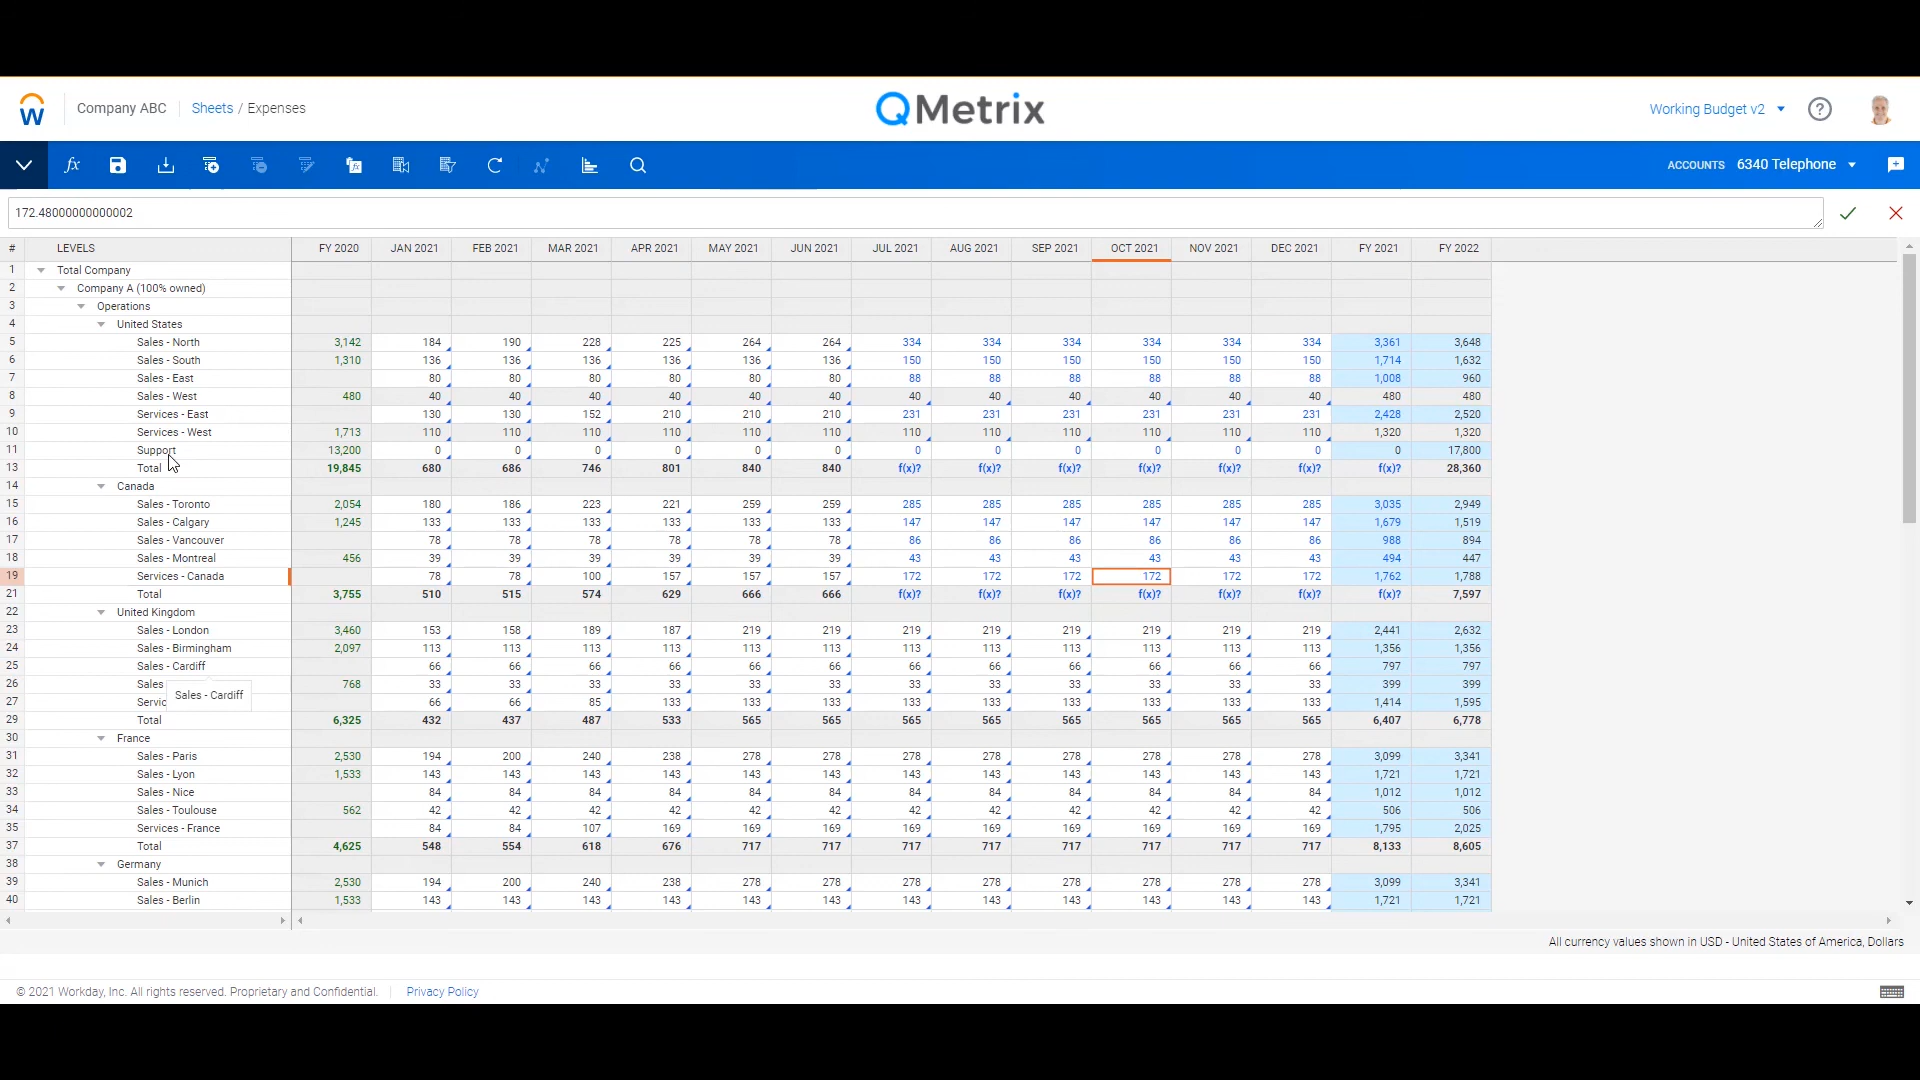 Company ABC Sheets / Expenses QMetrix Working Budget v2 ?
fx ACCOUNTS 6340 Telephone
172.48000000000002
# LEVELS FY 2020 JAN 2021 FEB 2021 MAR 2021 APR 2021 MAY 2021 JUN 2021 JUL 2021 AUG 2021 SEP 2021 OCT 2021 NOV 2021 DEC 2021 FY 2021 FY 2022
1 Total Company
2 Company A (100% owned)
3 Operations
4 United States
5 Sales - North 3,142 184 190 228 225 264 264 334 334 334 334 334 334 3,361 3,648
6 Sales - South 1,310 136 136 136 136 136 136 150 150 150 150 150 150 1,714 1,632
7 Sales - East 80 80 80 80 80 80 88 88 88 88 88 88 1,008 960
8 Sales - West 480 40 40 40 40 40 40 40 40 40 40 40 40 480 480
9 Services - East 130 130 152 210 210 210 231 231 231 231 231 231 2,428 2,520
10 Services - West 1,713 110 110 110 110 110 110 110 110 110 110 110 110 1,320 1,320
11 Support 13,200 0 0 0 0 0 0 0 0 0 0 0 0 0 17,800
13 Total 19,845 680 686 746 801 840 840 f(x)? f(x)? f(x)? f(x)? f(x)? f(x)? f(x)? 28,360
14 Canada
15 Sales - Toronto 2,054 180 186 223 221 259 259 285 285 285 285 285 285 3,035 2,949
16 Sales - Calgary 1,245 133 133 133 133 133 133 147 147 147 147 147 147 1,679 1,519
17 Sales - Vancouver 78 78 78 78 78 78 86 86 86 86 86 86 988 894
18 Sales - Montreal 456 39 39 39 39 39 39 43 43 43 43 43 43 494 447
19 Services - Canada 78 78 100 157 157 157 172 172 172 172 172 172 1,762 1,788
21 Total 3,755 510 515 574 629 666 666 f(x)? f(x)? f(x)? f(x)? f(x)? f(x)? f(x)? 7,597
22 United Kingdom
23 Sales - London 3,460 153 158 189 187 219 219 219 219 219 219 219 219 2,441 2,632
24 Sales - Birmingham 2,097 113 113 113 113 113 113 113 113 113 113 113 113 1,356 1,356
25 Sales - Cardiff 66 66 66 66 66 66 66 66 66 66 66 66 797 797
26 Sales 768 33 33 33 33 33 33 33 33 33 33 33 33 399 399
Sales - Cardiff
27 Servic 66 66 85 133 133 133 133 133 133 133 133 133 1,414 1,595
29 Total 6,325 432 437 487 533 565 565 565 565 565 565 565 565 6,407 6,778
30 France
31 Sales - Paris 2,530 194 200 240 238 278 278 278 278 278 278 278 278 3,099 3,341
32 Sales - Lyon 1,533 143 143 143 143 143 143 143 143 143 143 143 143 1,721 1,721
33 Sales - Nice 84 84 84 84 84 84 84 84 84 84 84 84 1,012 1,012
34 Sales - Toulouse 562 42 42 42 42 42 42 42 42 42 42 42 42 506 506
35 Services - France 84 84 107 169 169 169 169 169 169 169 169 169 1,795 2,025
37 Total 4,625 548 554 618 676 717 717 717 717 717 717 717 717 8,133 8,605
38 Germany
39 Sales - Munich 2,530 194 200 240 238 278 278 278 278 278 278 278 278 3,099 3,341
40 Sales - Berlin 1,533 143 143 143 143 143 143 143 143 143 143 143 143 1,721 1,721
All currency values shown in USD - United States of America, Dollars
© 2021 Workday, Inc. All rights reserved. Proprietary and Confidential. Privacy Policy